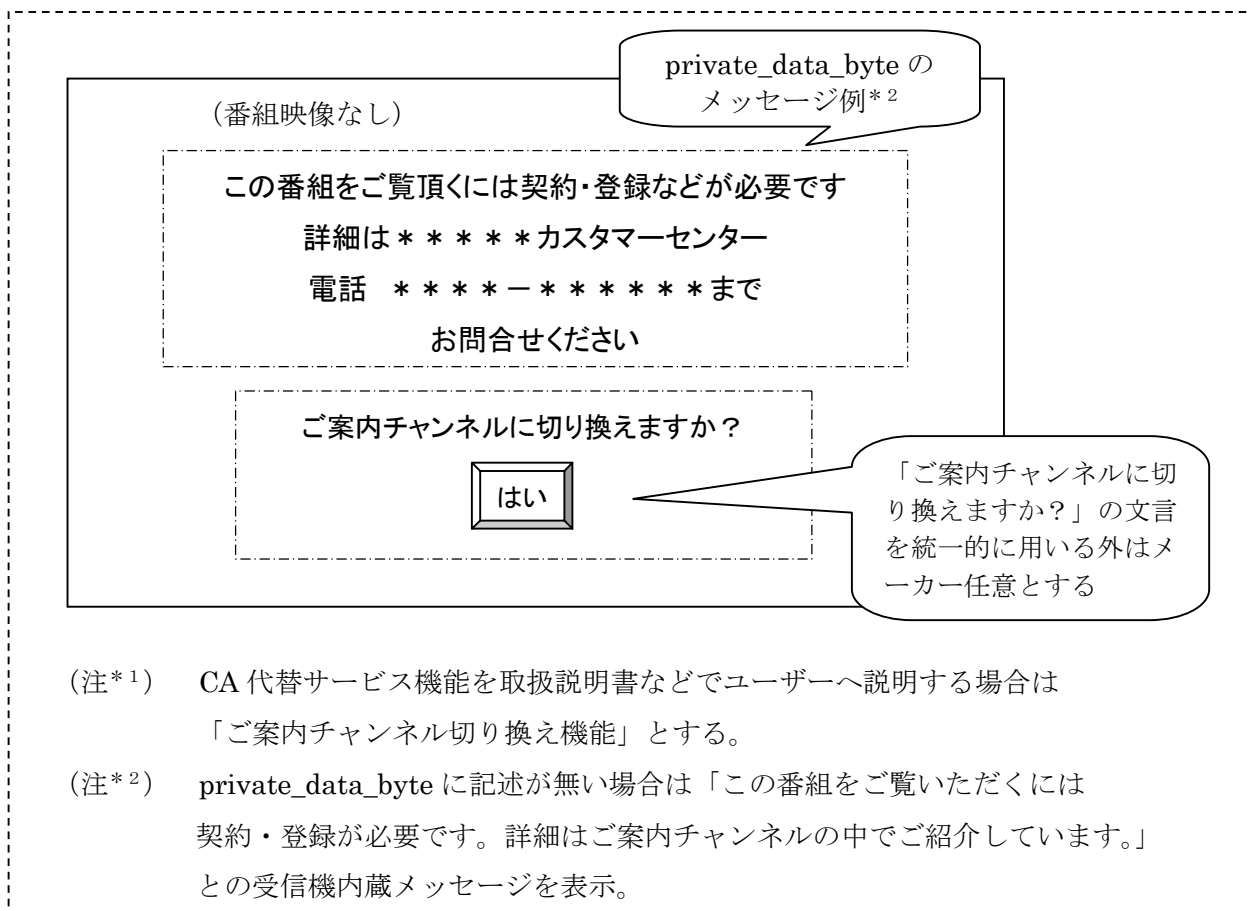 private_data_byte の
メッセージ例*2
（番組映像なし）
この番組をご覧頂くには契約・登録などが必要です
詳細は＊＊＊＊＊カスタマーセンター
電話　＊＊＊＊－＊＊＊＊＊＊まで
お問合せください
ご案内チャンネルに切り換えますか？
はい
「ご案内チャンネルに切
り換えますか？」の文言
を統一的に用いる外はメ
ーカー任意とする
（注*1）　CA 代替サービス機能を取扱説明書などでユーザーへ説明する場合は
「ご案内チャンネル切り換え機能」とする。
（注*2）　private_data_byte に記述が無い場合は「この番組をご覧いただくには
契約・登録が必要です。詳細はご案内チャンネルの中でご紹介しています。」
との受信機内蔵メッセージを表示。